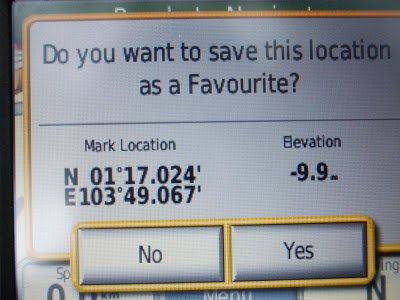 Do you want to save this location
as a Favourite?
Mark Location
Elevation
N 01°17.024'
E103°49.067'
-9.9m
No
Yes
Menu